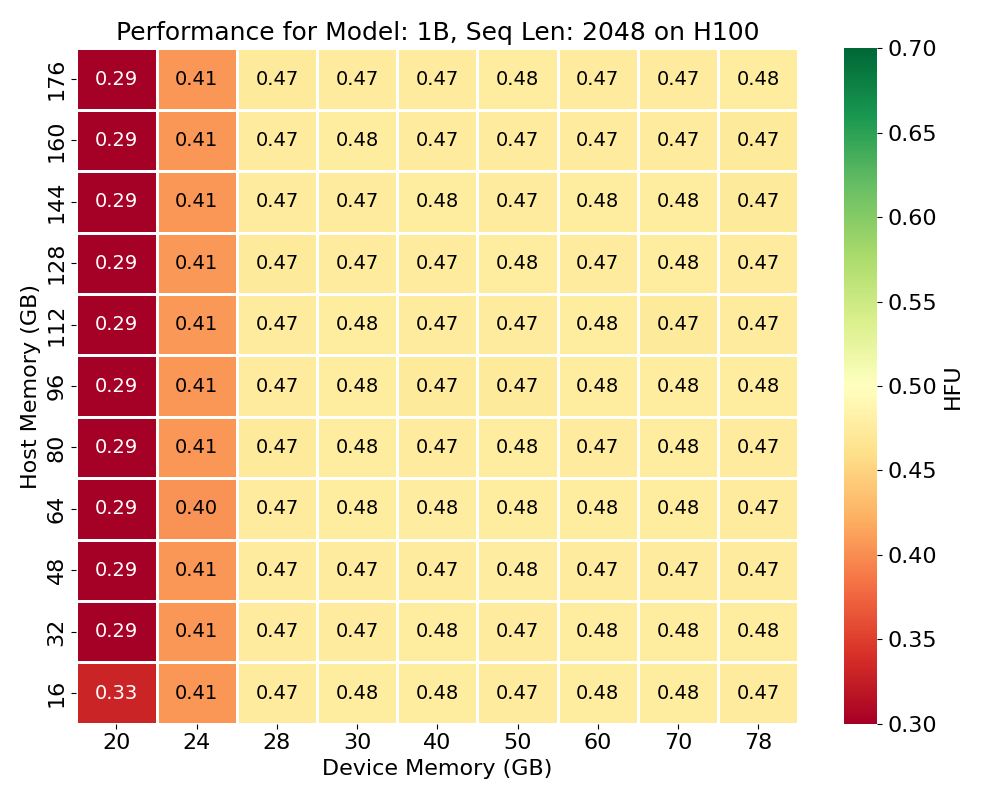 Performance for Model: 1B, Seq Len: 2048 on H100
176 0.29 0.41 0.47 0.47 0.47 0.48 0.47 0.47 0.48
160 0.29 0.41 0.47 0.48 0.47 0.47 0.47 0.47 0.47
144 0.29 0.41 0.47 0.47 0.48 0.47 0.48 0.48 0.47
128 0.29 0.41 0.47 0.47 0.47 0.48 0.47 0.48 0.47
112 0.29 0.41 0.47 0.48 0.47 0.47 0.48 0.47 0.47
96 0.29 0.41 0.47 0.48 0.47 0.47 0.48 0.48 0.48
80 0.29 0.41 0.47 0.48 0.47 0.48 0.47 0.48 0.47
64 0.29 0.40 0.47 0.48 0.48 0.48 0.48 0.48 0.47
48 0.29 0.41 0.47 0.47 0.47 0.48 0.47 0.47 0.47
32 0.29 0.41 0.47 0.47 0.48 0.47 0.48 0.48 0.48
16 0.33 0.41 0.47 0.48 0.48 0.47 0.48 0.48 0.47
20 24 28 30 40 50 60 70 78
Device Memory (GB)
Host Memory (GB)
0.70
0.65
0.60
0.55
0.50
0.45
0.40
0.35
0.30
HFU